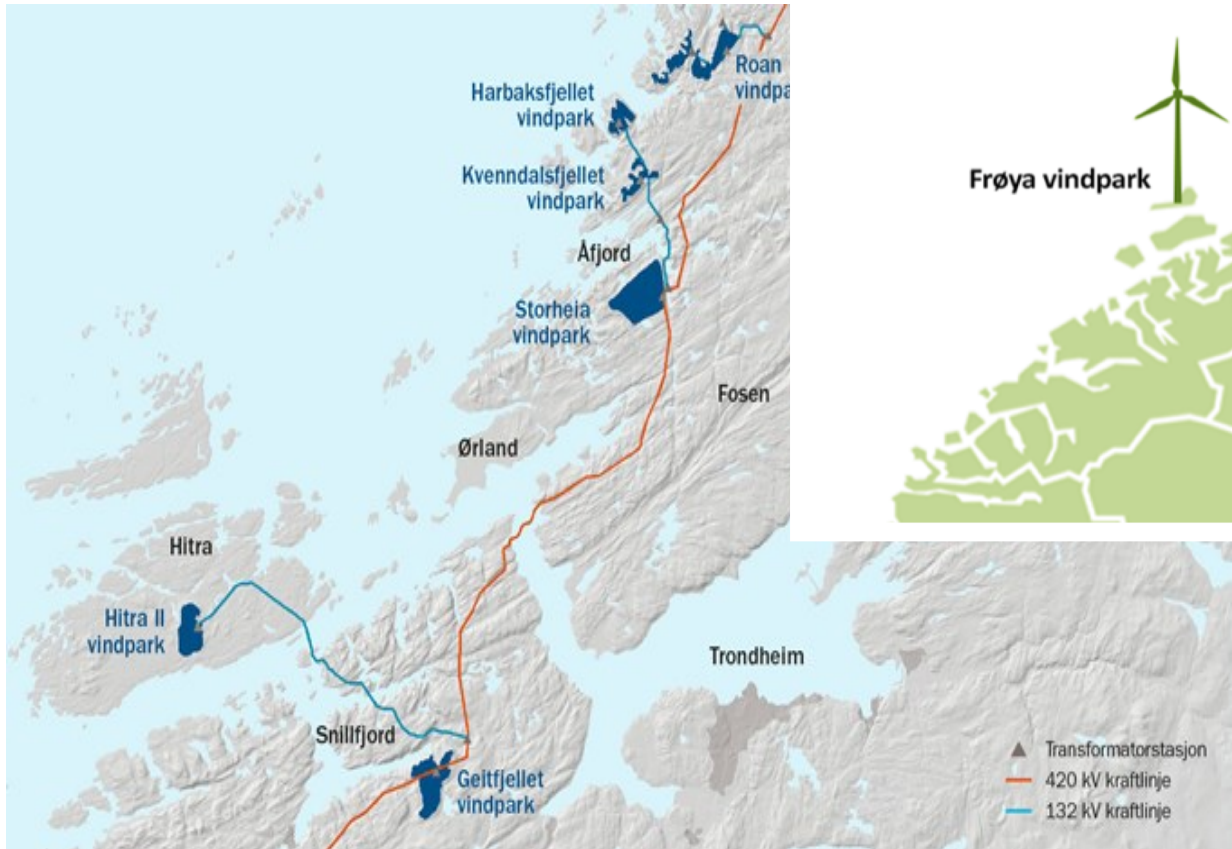 Roan
vindpa
Harbaksfjellet
vindpark
Frøya vindpark
Kvenndalsfjellet
vindpark
Åfjord
Storheia
vindpark
Fosen
Ørland
Hitra
Hitra II
vindpark
Trondheim
Snillfjord
Geitfjellet
vindpark
Transformatorstasjon
420 kV kraftlinje
132 kV kraftlinje